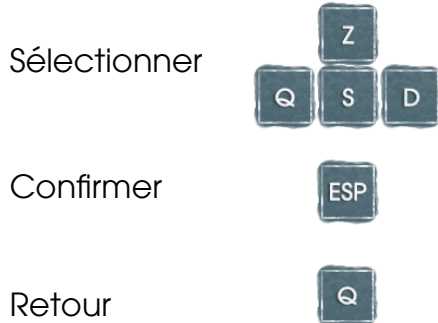 Z
Sélectionner
Q S D
Confirmer ESP
Retour Q